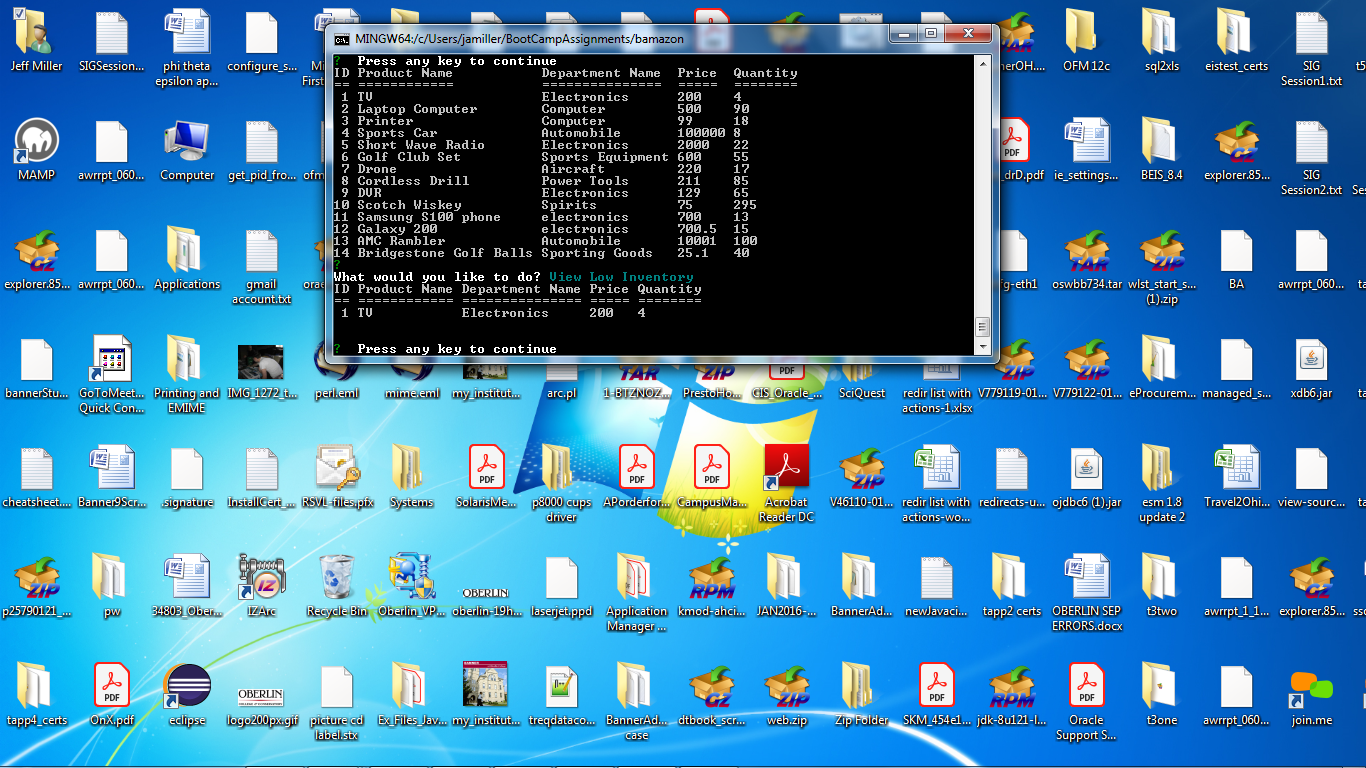 MINGW64:/c/Users/jamiller/BootCampAssignments/bamazon
? Press any key to continue
ID Product Name Department Name Price Quantity
== ============ =============== ===== ========
1 TV Electronics 200 4
2 Laptop Computer Computer 500 90
3 Printer Computer 99 18
4 Sports Car Automobile 100000 8
5 Short Wave Radio Electronics 2000 22
6 Golf Club Set Sports Equipment 600 55
7 Drone Aircraft 220 17
8 Cordless Drill Power Tools 211 85
9 DVR Electronics 129 65
10 Scotch Wiskey Spirits 75 295
11 Samsung S100 phone electronics 700 13
12 Galaxy 200 electronics 700.5 15
13 AMC Rambler Automobile 10001 100
14 Bridgestone Golf Balls Sporting Goods 25.1 40
?
What would you like to do? View Low Inventory
ID Product Name Department Name Price Quantity
== ============ =============== ===== ========
1 TV Electronics 200 4
? Press any key to continue
Jeff Miller
SIGSession...
phi theta
epsilon ap...
configure_s...
OFM 12c
sql2xls
eistest_certs
SIG
Session1.txt
MAMP
awrrpt_060...
Computer
get_pid_fro...
_drD.pdf
ie_settings...
BEIS_8.4
explorer.85...
SIG
Session2.txt
explorer.85...
awrrpt_060...
Applications
gmail
account.txt
fg-eth1
oswbb734.tar
wlst_start_s...
(1).zip
BA
awrrpt_060...
bannerStu...
GoToMeet...
Quick Con...
Printing and
EMIME
IMG_1272_t...
perl.eml
mime.eml
my_institut...
arc.pl
1-BTZNOZ...
PrestoHo...
CIS_Oracle_...
SciQuest
redir list with
actions-1.xlsx
V779119-01...
V779122-01...
eProcurem...
managed_s...
xdb6.jar
cheatsheet...
Banner9Scr...
.signature
InstallCert_...
RSVL-files.pfx
Systems
SolarisMe...
p8000 cups
driver
APorderfor...
CampusMa...
Acrobat
Reader DC
V46110-01...
redir list with
actions-wo...
redirects-u...
ojdbc6 (1).jar
esm 1.8
update 2
Travel2Ohi...
view-sourc...
p25790121_...
pw
34803_Ober...
IZArc
Recycle Bin
Oberlin_VP...
oberlin-19h...
laserjet.ppd
Application
Manager ...
kmod-ahci...
JAN2016-...
BannerAd...
newJavaci...
tapp2 certs
OBERLIN SEP
ERRORS.docx
t3two
awrrpt_1_1...
explorer.85...
tapp4_certs
OnX.pdf
eclipse
logo200px.gif
picture cd
label.stx
Ex_Files_Jav...
my_institut...
treqdataco...
BannerAd...
case
dtbook_scr...
web.zip
Zip Folder
SKM_454e1...
jdk-8u121-l...
Oracle
Support S...
t3one
awrrpt_060...
join.me